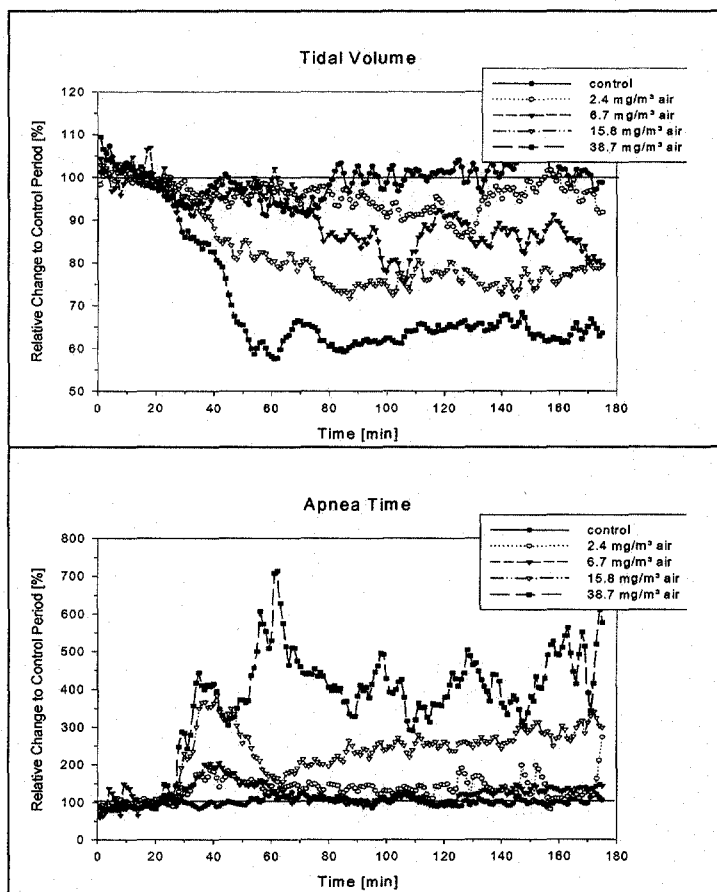 Tidal Volume
control
2.4 mg/m³ air
6.7 mg/m³ air
15.8 mg/m³ air
38.7 mg/m³ air
Relative Change to Control Period [%]
120
110
100
90
80
70
60
50
0 20 40 60 80 100 120 140 160 180
Time [min]
Apnea Time
control
2.4 mg/m³ air
6.7 mg/m³ air
15.8 mg/m³ air
38.7 mg/m³ air
Relative Change to Control Period [%]
800
700
600
500
400
300
200
100
0
0 20 40 60 80 100 120 140 160 180
Time [min]